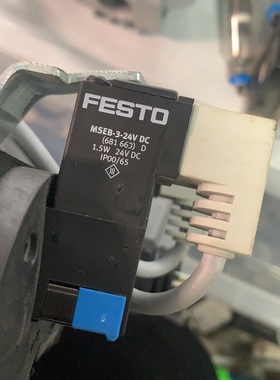 FESTO
MSEB-3-24V DC
(681 663) D
1.5W 24V DC
IP00/65